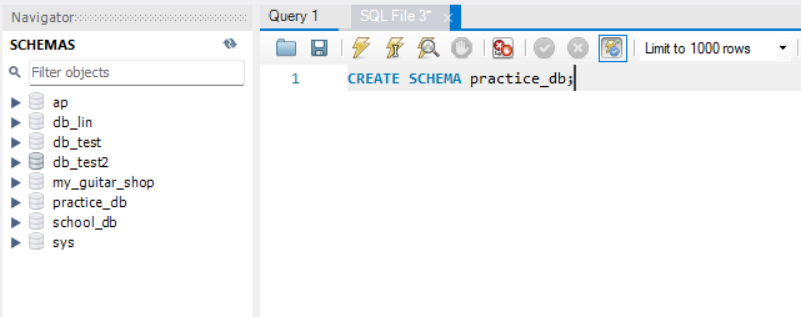 Navigator
SCHEMAS
Filter objects
ap
db_lin
db_test
db_test2
my_guitar_shop
practice_db
school_db
sys
Query 1
SQL File 3*
Limit to 1000 rows
1 CREATE SCHEMA practice_db;